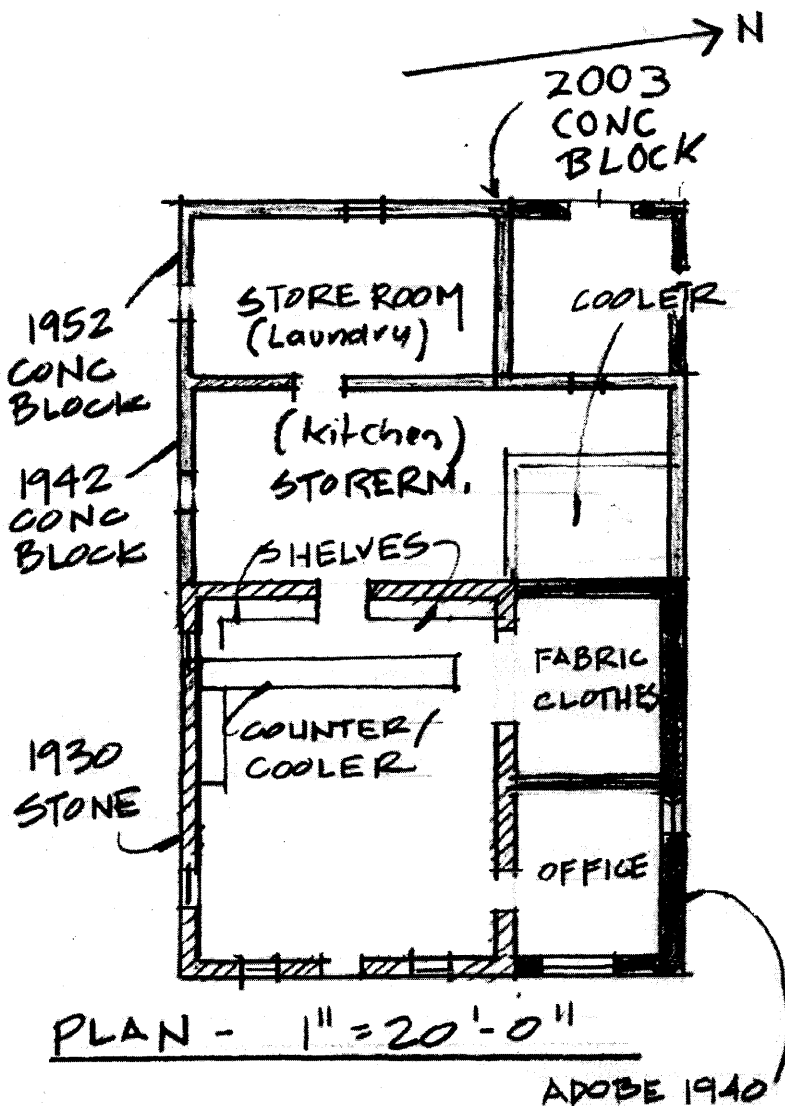 N
2003
CONC
BLOCK
STORE ROOM
(Laundry)
COOLER
1952
CONC
BLOCK
(kitchen)
STORERM.
1942
CONC
BLOCK
SHELVES
FABRIC
CLOTHES
COUNTER/
COOLER
1930
STONE
OFFICE
PLAN - 1" = 20'-0"
ADOBE 1940